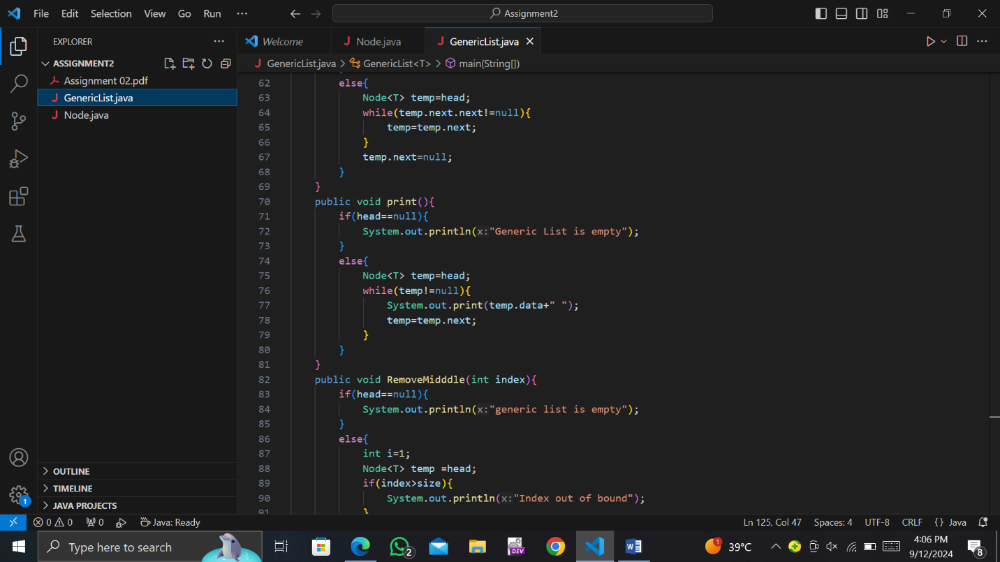 File Edit Selection View Go Run ··· Assignment2
EXPLORER ···
Welcome
Node.java
GenericList.java
ASSIGNMENT2
GenericList.java > GenericList<T> > main(String[])
Assignment 02.pdf
GenericList.java
Node.java
62 else{
63 Node<T> temp=head;
64 while(temp.next.next!=null){
65 temp=temp.next;
66 }
67 temp.next=null;
68 }
69 }
70 public void print(){
71 if(head==null){
72 System.out.println(x:"Generic List is empty");
73 }
74 else{
75 Node<T> temp=head;
76 while(temp!=null){
77 System.out.print(temp.data+" ");
78 temp=temp.next;
79 }
80 }
81 }
82 public void RemoveMidddle(int index){
83 if(head==null){
84 System.out.println(x:"generic list is empty");
85 }
86 else{
87 int i=1;
88 Node<T> temp =head;
89 if(index>size){
90 System.out.println(x:"Index out of bound");
91 }
OUTLINE
TIMELINE
JAVA PROJECTS
1
0 0 0 Java: Ready Ln 125, Col 47 Spaces: 4 UTF-8 CRLF {} Java
Type here to search
2
DEV
W
1
39°C
4:06 PM
9/12/2024
8